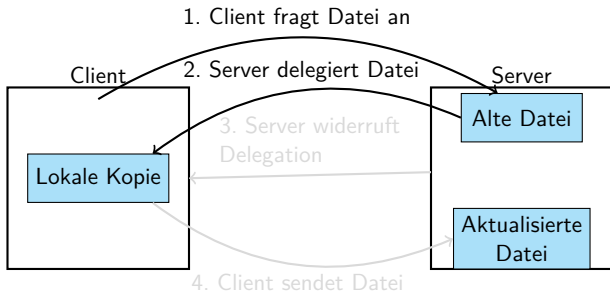 1. Client fragt Datei an
2. Server delegiert Datei
Client
Server
Alte Datei
3. Server widerruft
Delegation
Lokale Kopie
Aktualisierte
Datei
4. Client sendet Datei